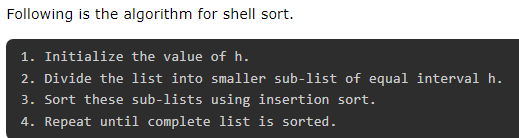 Following is the algorithm for shell sort.
1. Initialize the value of h.
2. Divide the list into smaller sub-list of equal interval h.
3. Sort these sub-lists using insertion sort.
4. Repeat until complete list is sorted.